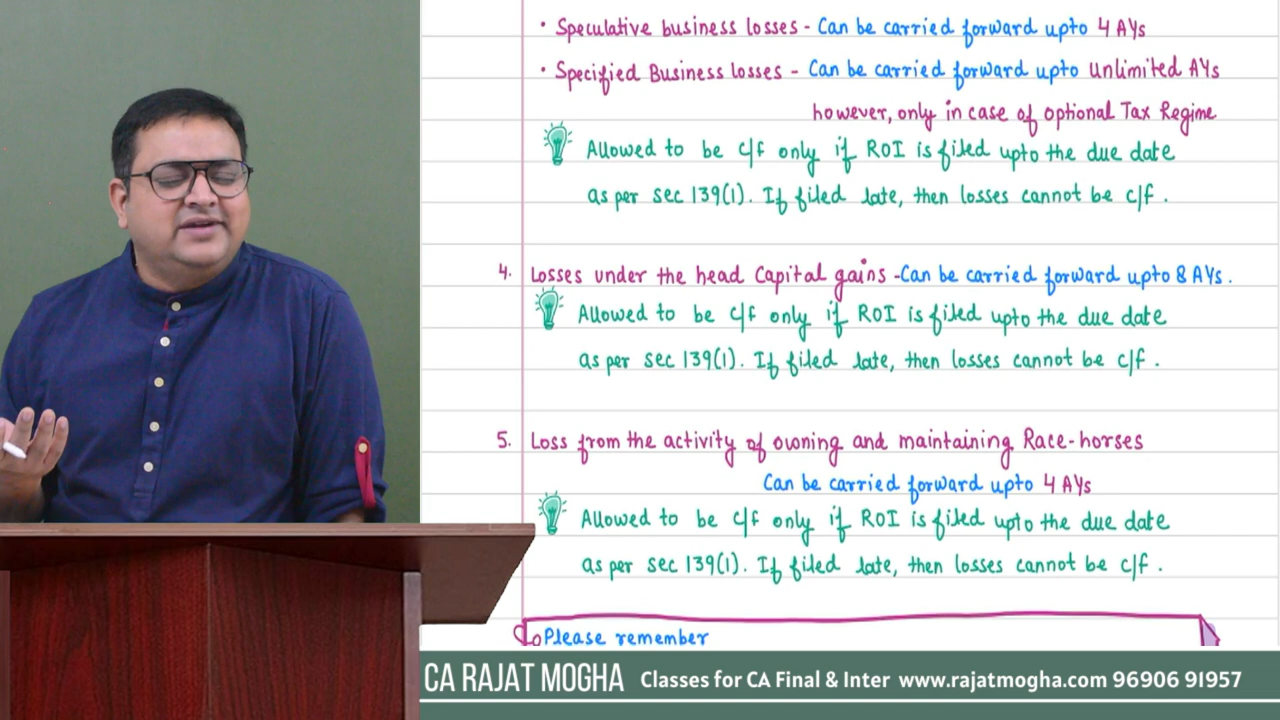 • Speculative business losses - Can be carried forward upto 4 AYs
• Specified Business losses - Can be carried forward upto Unlimited AYs
however, only in case of optional Tax Regime
Allowed to be c/f only if ROI is filed upto the due date
as per sec 139(1). If filed late, then losses cannot be c/f.
4. Losses under the head Capital gains - Can be carried forward upto 8 AYs.
Allowed to be c/f only if ROI is filed upto the due date
as per sec 139(1). If filed late, then losses cannot be c/f.
5. Loss from the activity of owning and maintaining Race-horses
Can be carried forward upto 4 AYs
Allowed to be c/f only if ROI is filed upto the due date
as per sec 139(1). If filed late, then losses cannot be c/f.
Please remember
CA RAJAT MOGHA Classes for CA Final & Inter www.rajatmogha.com 96906 91957